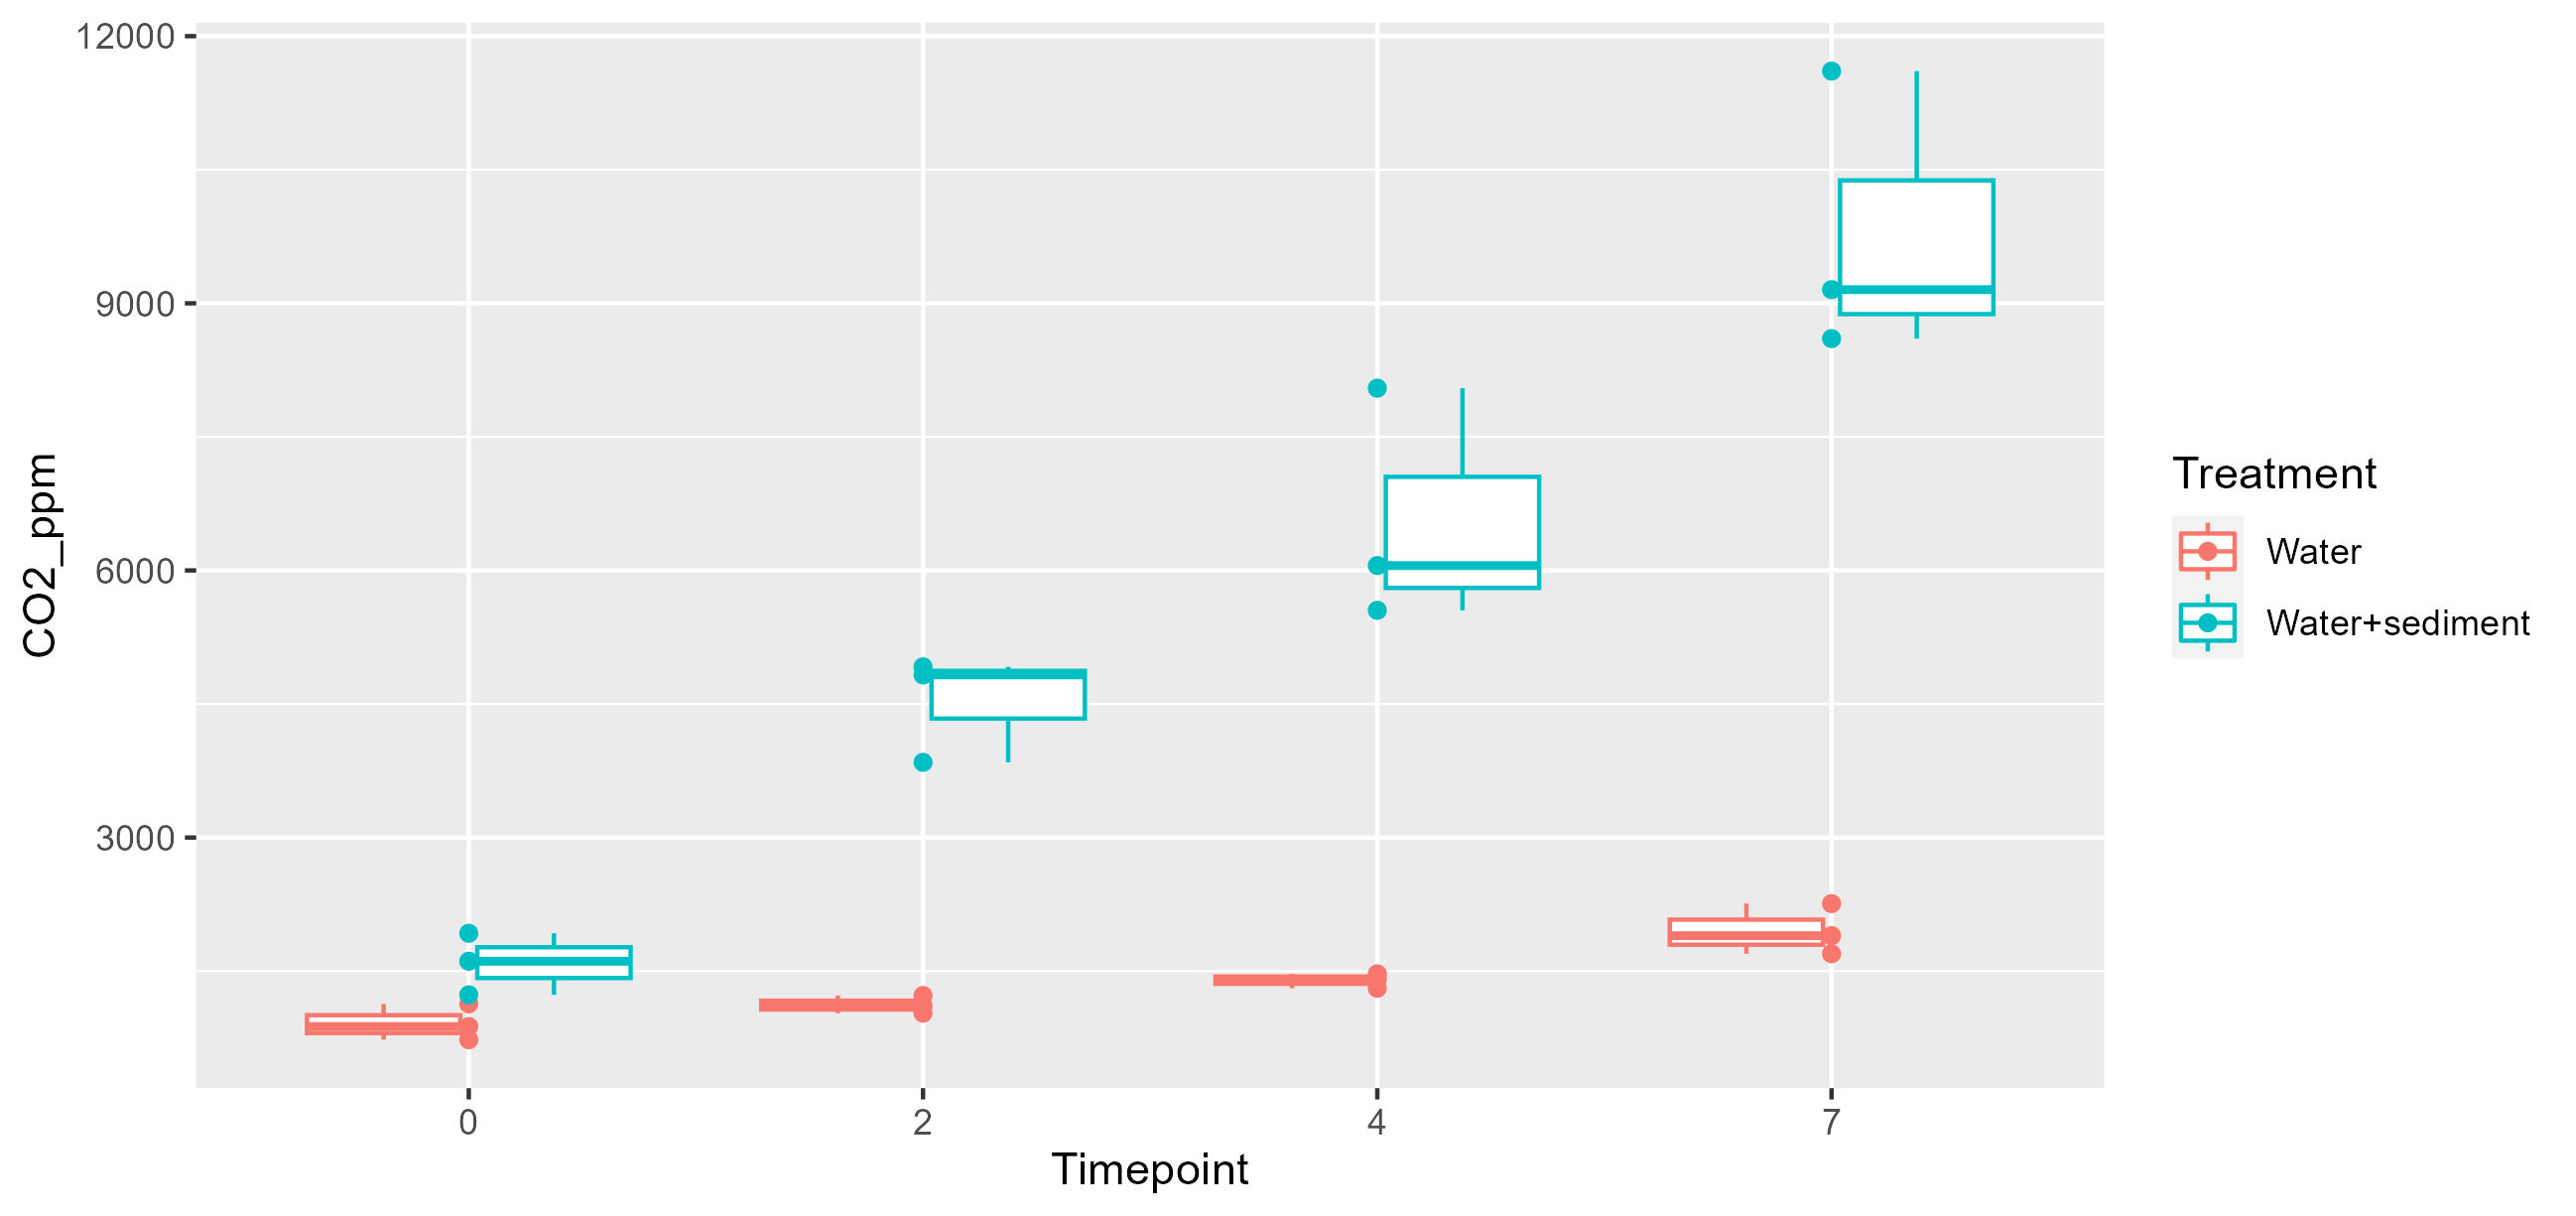 12000
9000
6000
3000
CO2_ppm
0 2 4 7
Timepoint
Treatment
Water
Water+sediment